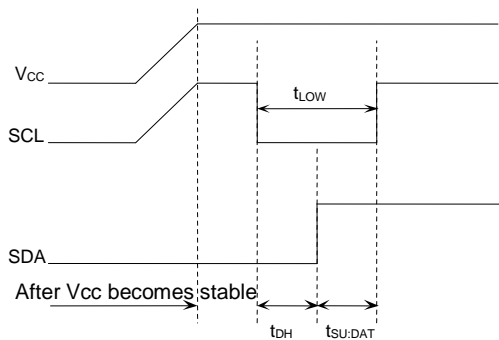 VCC
tLOW
SCL
SDA
After Vcc becomes stable
tDH tSU;DAT